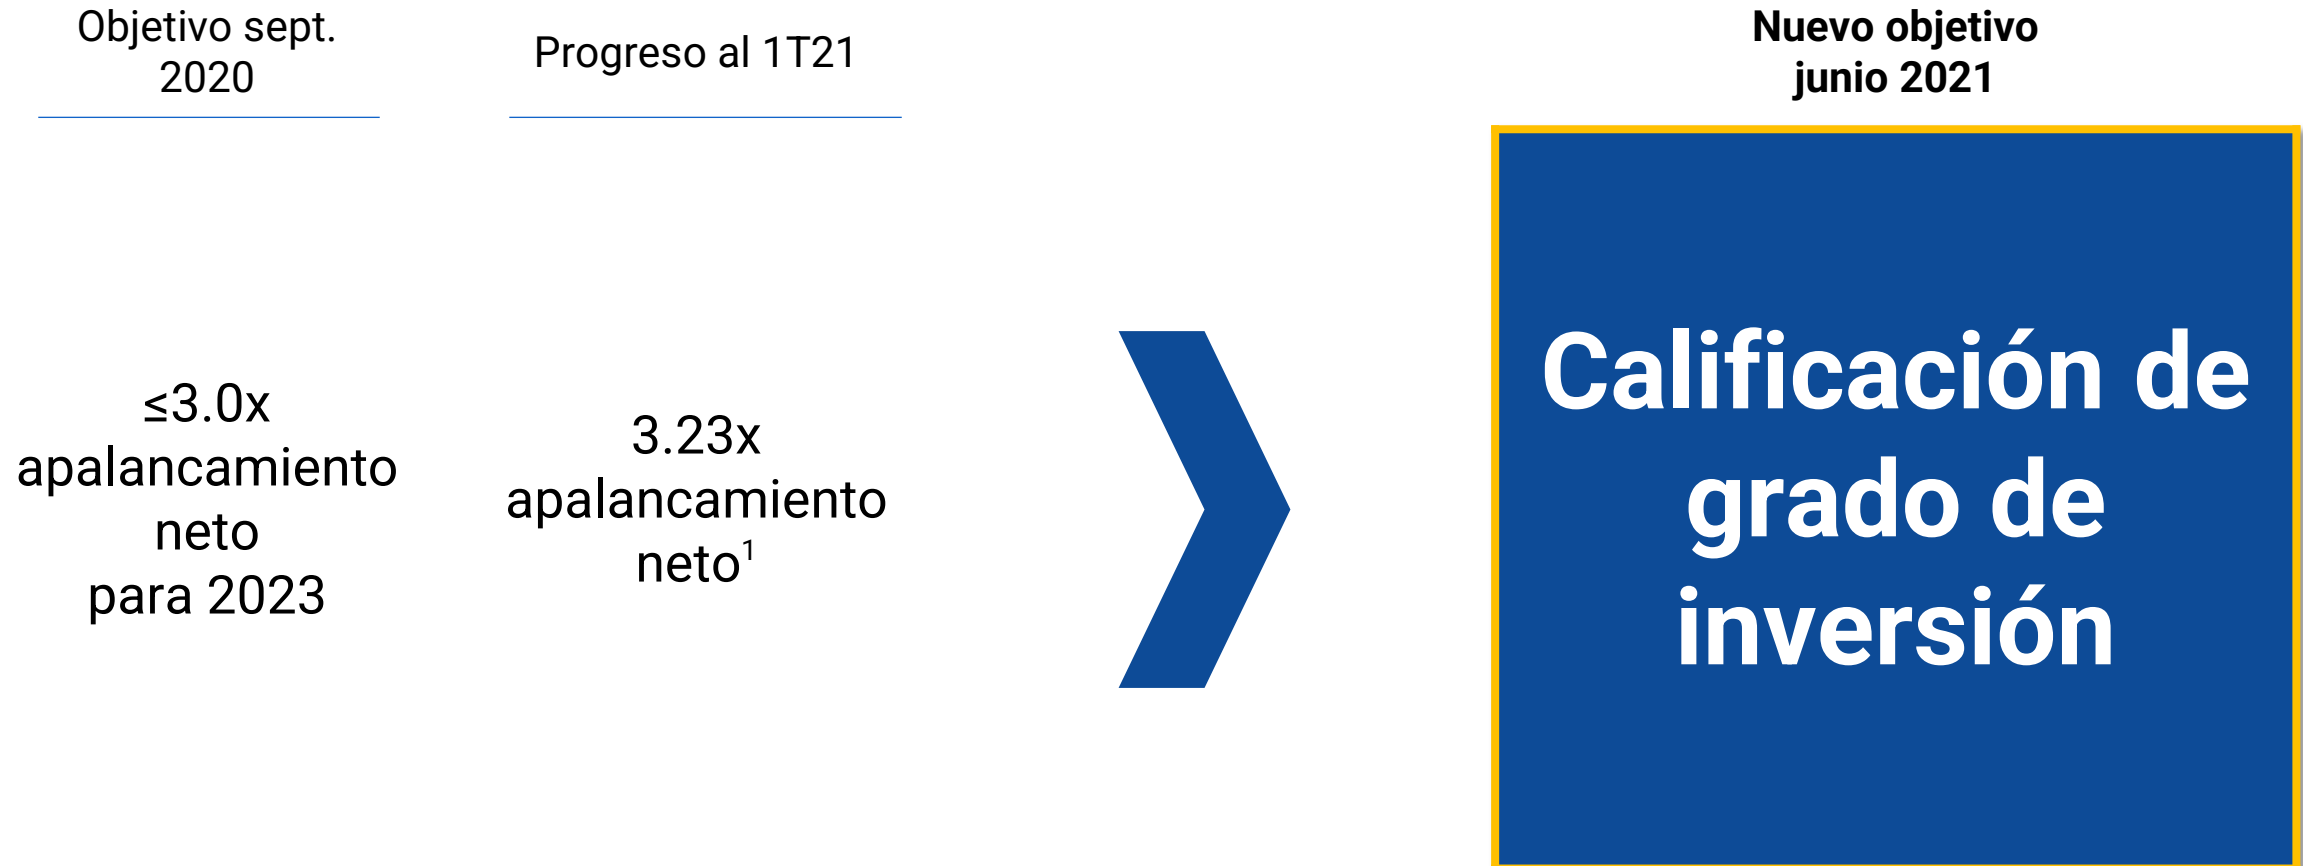 Objetivo sept.
2020
Progreso al 1T21
Nuevo objetivo
junio 2021
≤3.0x
apalancamiento
neto
para 2023
3.23x
apalancamiento
neto¹
Calificación de
grado de
inversión